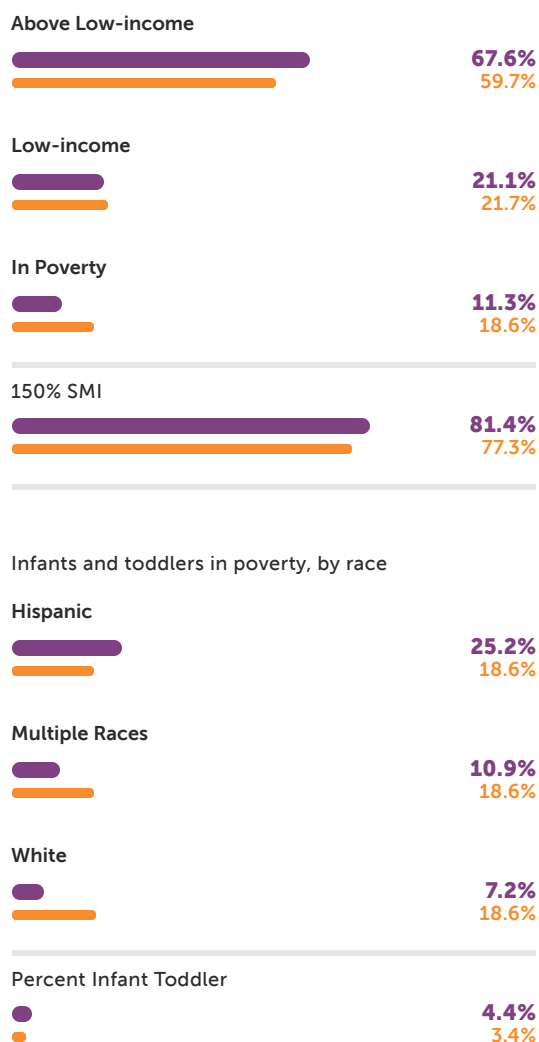 Above Low-income
67.6%
59.7%
Low-income
21.1%
21.7%
In Poverty
11.3%
18.6%
150% SMI
81.4%
77.3%
Infants and toddlers in poverty, by race
Hispanic
25.2%
18.6%
Multiple Races
10.9%
18.6%
White
7.2%
18.6%
Percent Infant Toddler
4.4%
3.4%